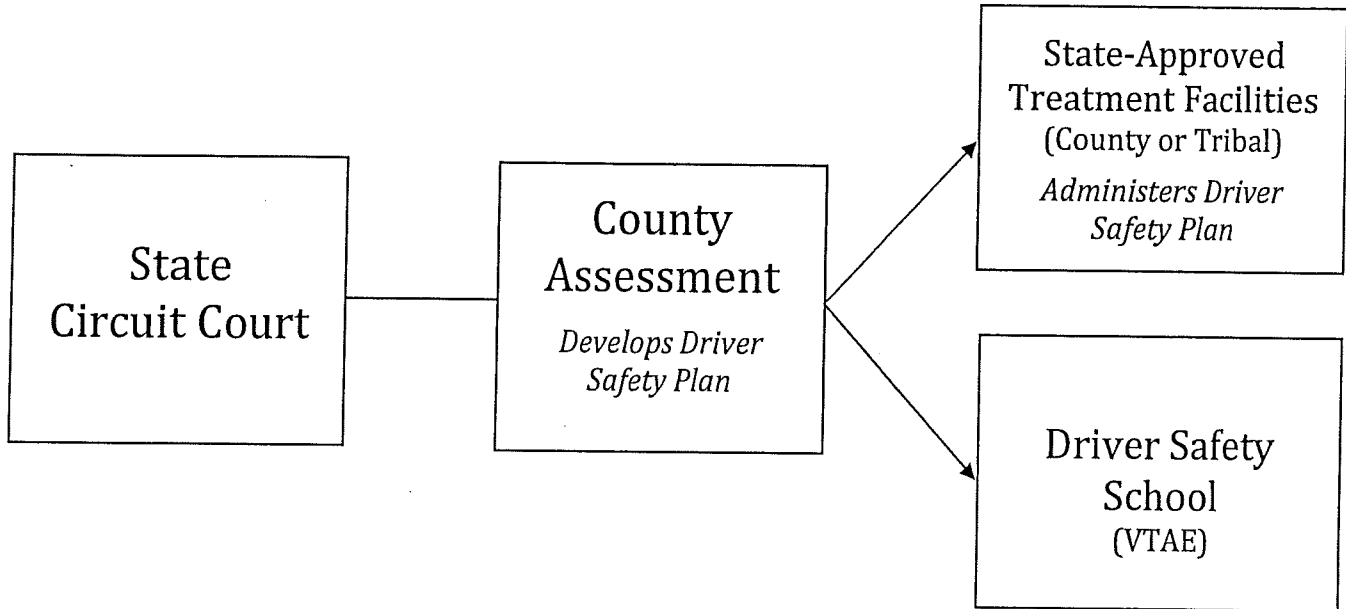 State
Circuit Court
County
Assessment
Develops Driver
Safety Plan
State-Approved
Treatment Facilities
(County or Tribal)
Administers Driver
Safety Plan
Driver Safety
School
(VTAE)